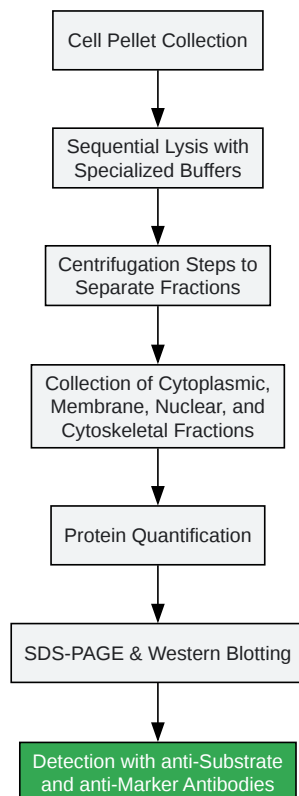 Cell Pellet Collection
Sequential Lysis with
Specialized Buffers
Centrifugation Steps to
Separate Fractions
Collection of Cytoplasmic,
Membrane, Nuclear, and
Cytoskeletal Fractions
Protein Quantification
SDS-PAGE & Western Blotting
Detection with anti-Substrate
and anti-Marker Antibodies